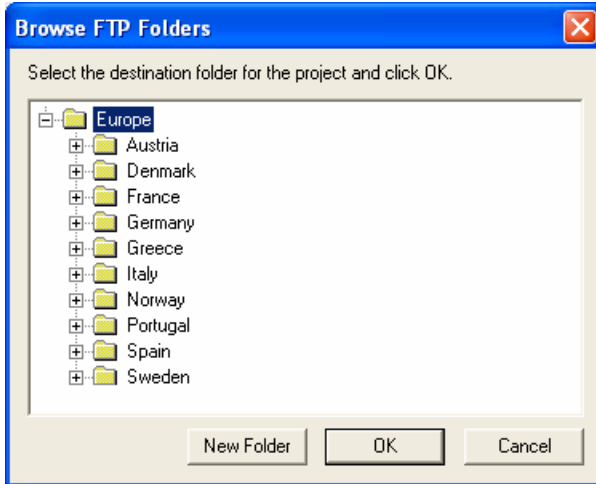 Browse FTP Folders
Select the destination folder for the project and click OK.
Europe
Austria
Denmark
France
Germany
Greece
Italy
Norway
Portugal
Spain
Sweden
New Folder OK Cancel